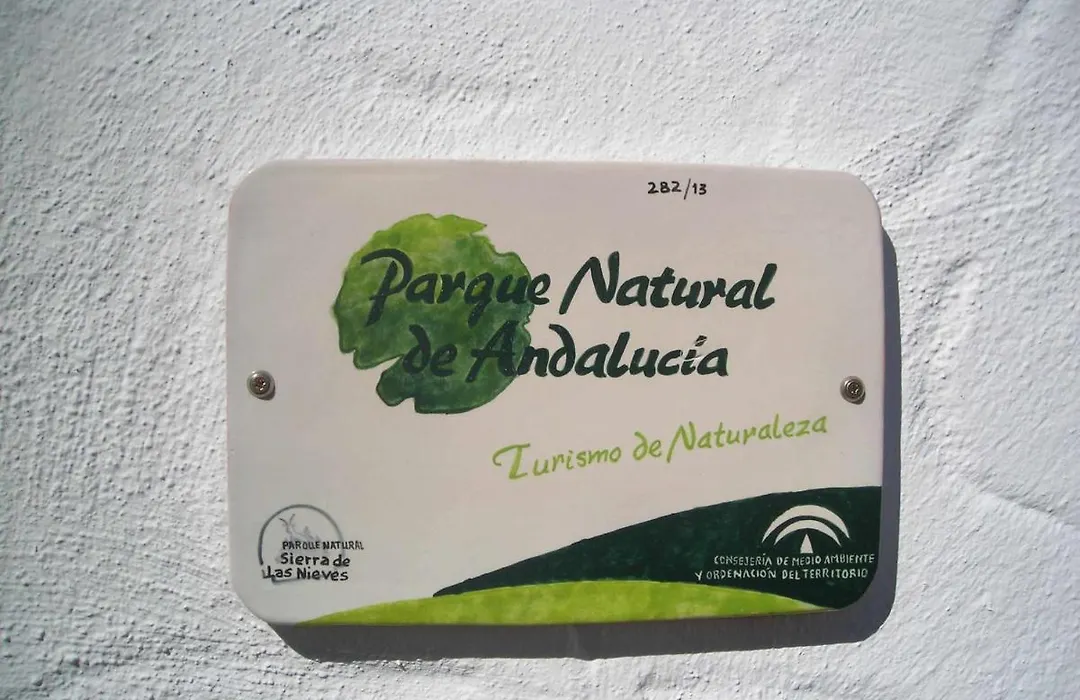 282/13
Parque Natural
de Andalucía
Turismo de Naturaleza
PARQUE NATURAL
Sierra de
Las Nieves
CONSEJERÍA DE MEDIO AMBIENTE
Y ORDENACIÓN DEL TERRITORIO